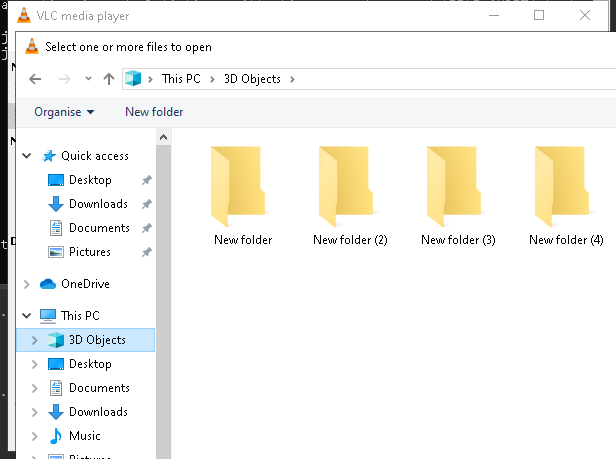 VLC media player
Select one or more files to open
This PC
3D Objects
Organise
New folder
Quick access
Desktop
Downloads
Documents
Pictures
OneDrive
This PC
3D Objects
Desktop
Documents
Downloads
Music
New folder
New folder (2)
New folder (3)
New folder (4)